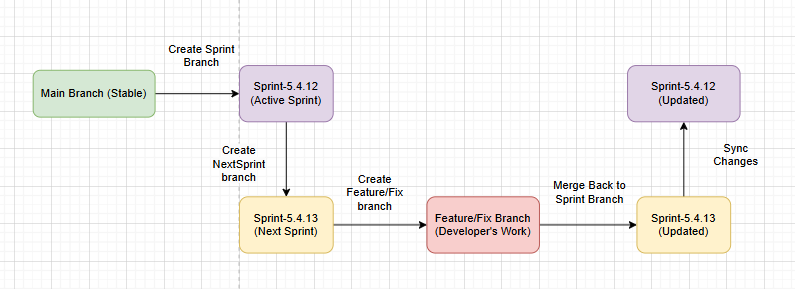 Create Sprint
Branch
Main Branch (Stable)
Sprint-5.4.12
(Active Sprint)
Sprint-5.4.12
(Updated)
Create
NextSprint
branch
Create
Feature/Fix
branch
Merge Back to
Sprint Branch
Sync
Changes
Sprint-5.4.13
(Next Sprint)
Feature/Fix Branch
(Developer's Work)
Sprint-5.4.13
(Updated)